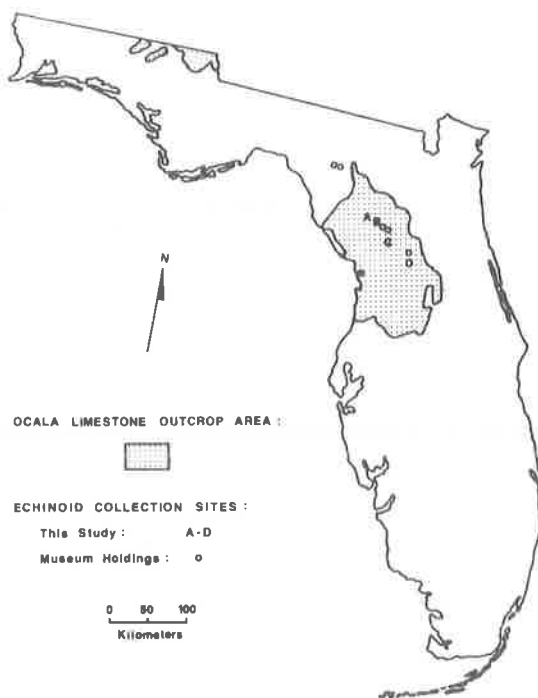 A B
C
D
N
OCALA LIMESTONE OUTCROP AREA :
ECHINOID COLLECTION SITES :
This Study : A-D
Museum Holdings : o
0 50 100
Kilometers